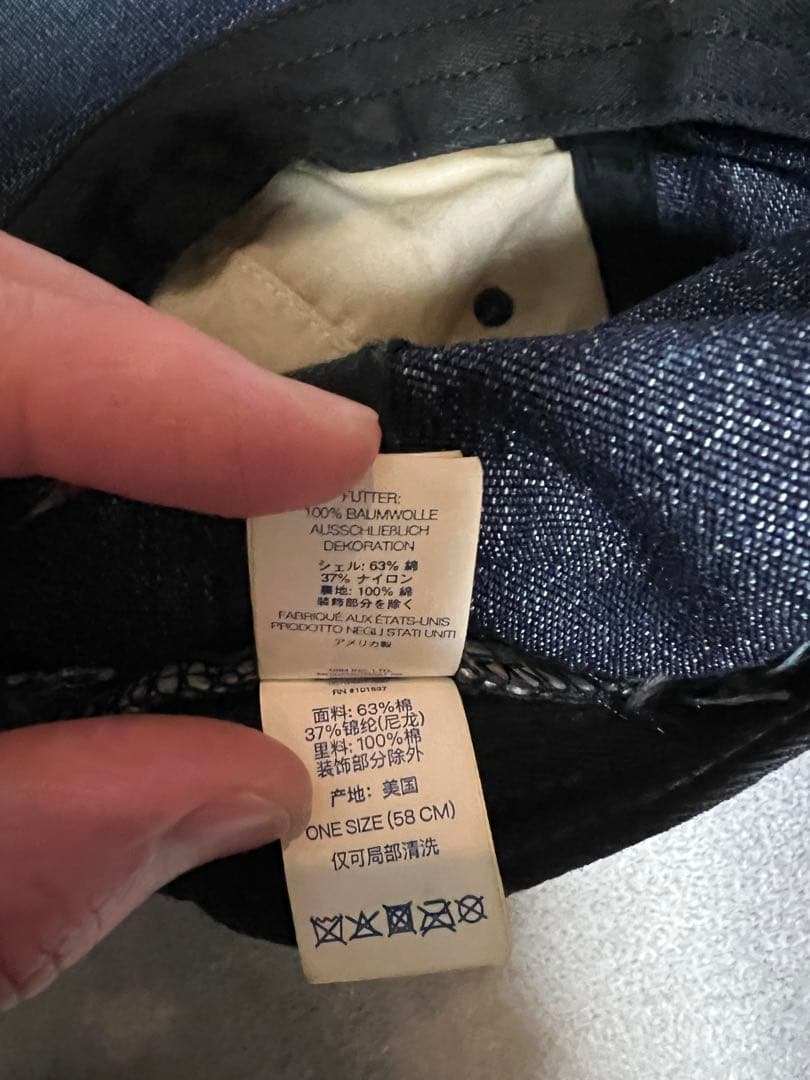 FUTTER:
100% BAUMWOLLE
AUSSCHLIEßLICH
DEKORATION
シェル: 63% 綿
37% ナイロン
裏地: 100% 綿
装飾部分を除く
FABRIQUÉ AUX ÉTATS-UNIS
PRODOTTO NEGLI STATI UNITI
アメリカ製
RN #101837
面料: 63%棉
37%锦纶(尼龙)
里料: 100%棉
装饰部分除外
产地: 美国
ONE SIZE (58 CM)
仅可局部清洗